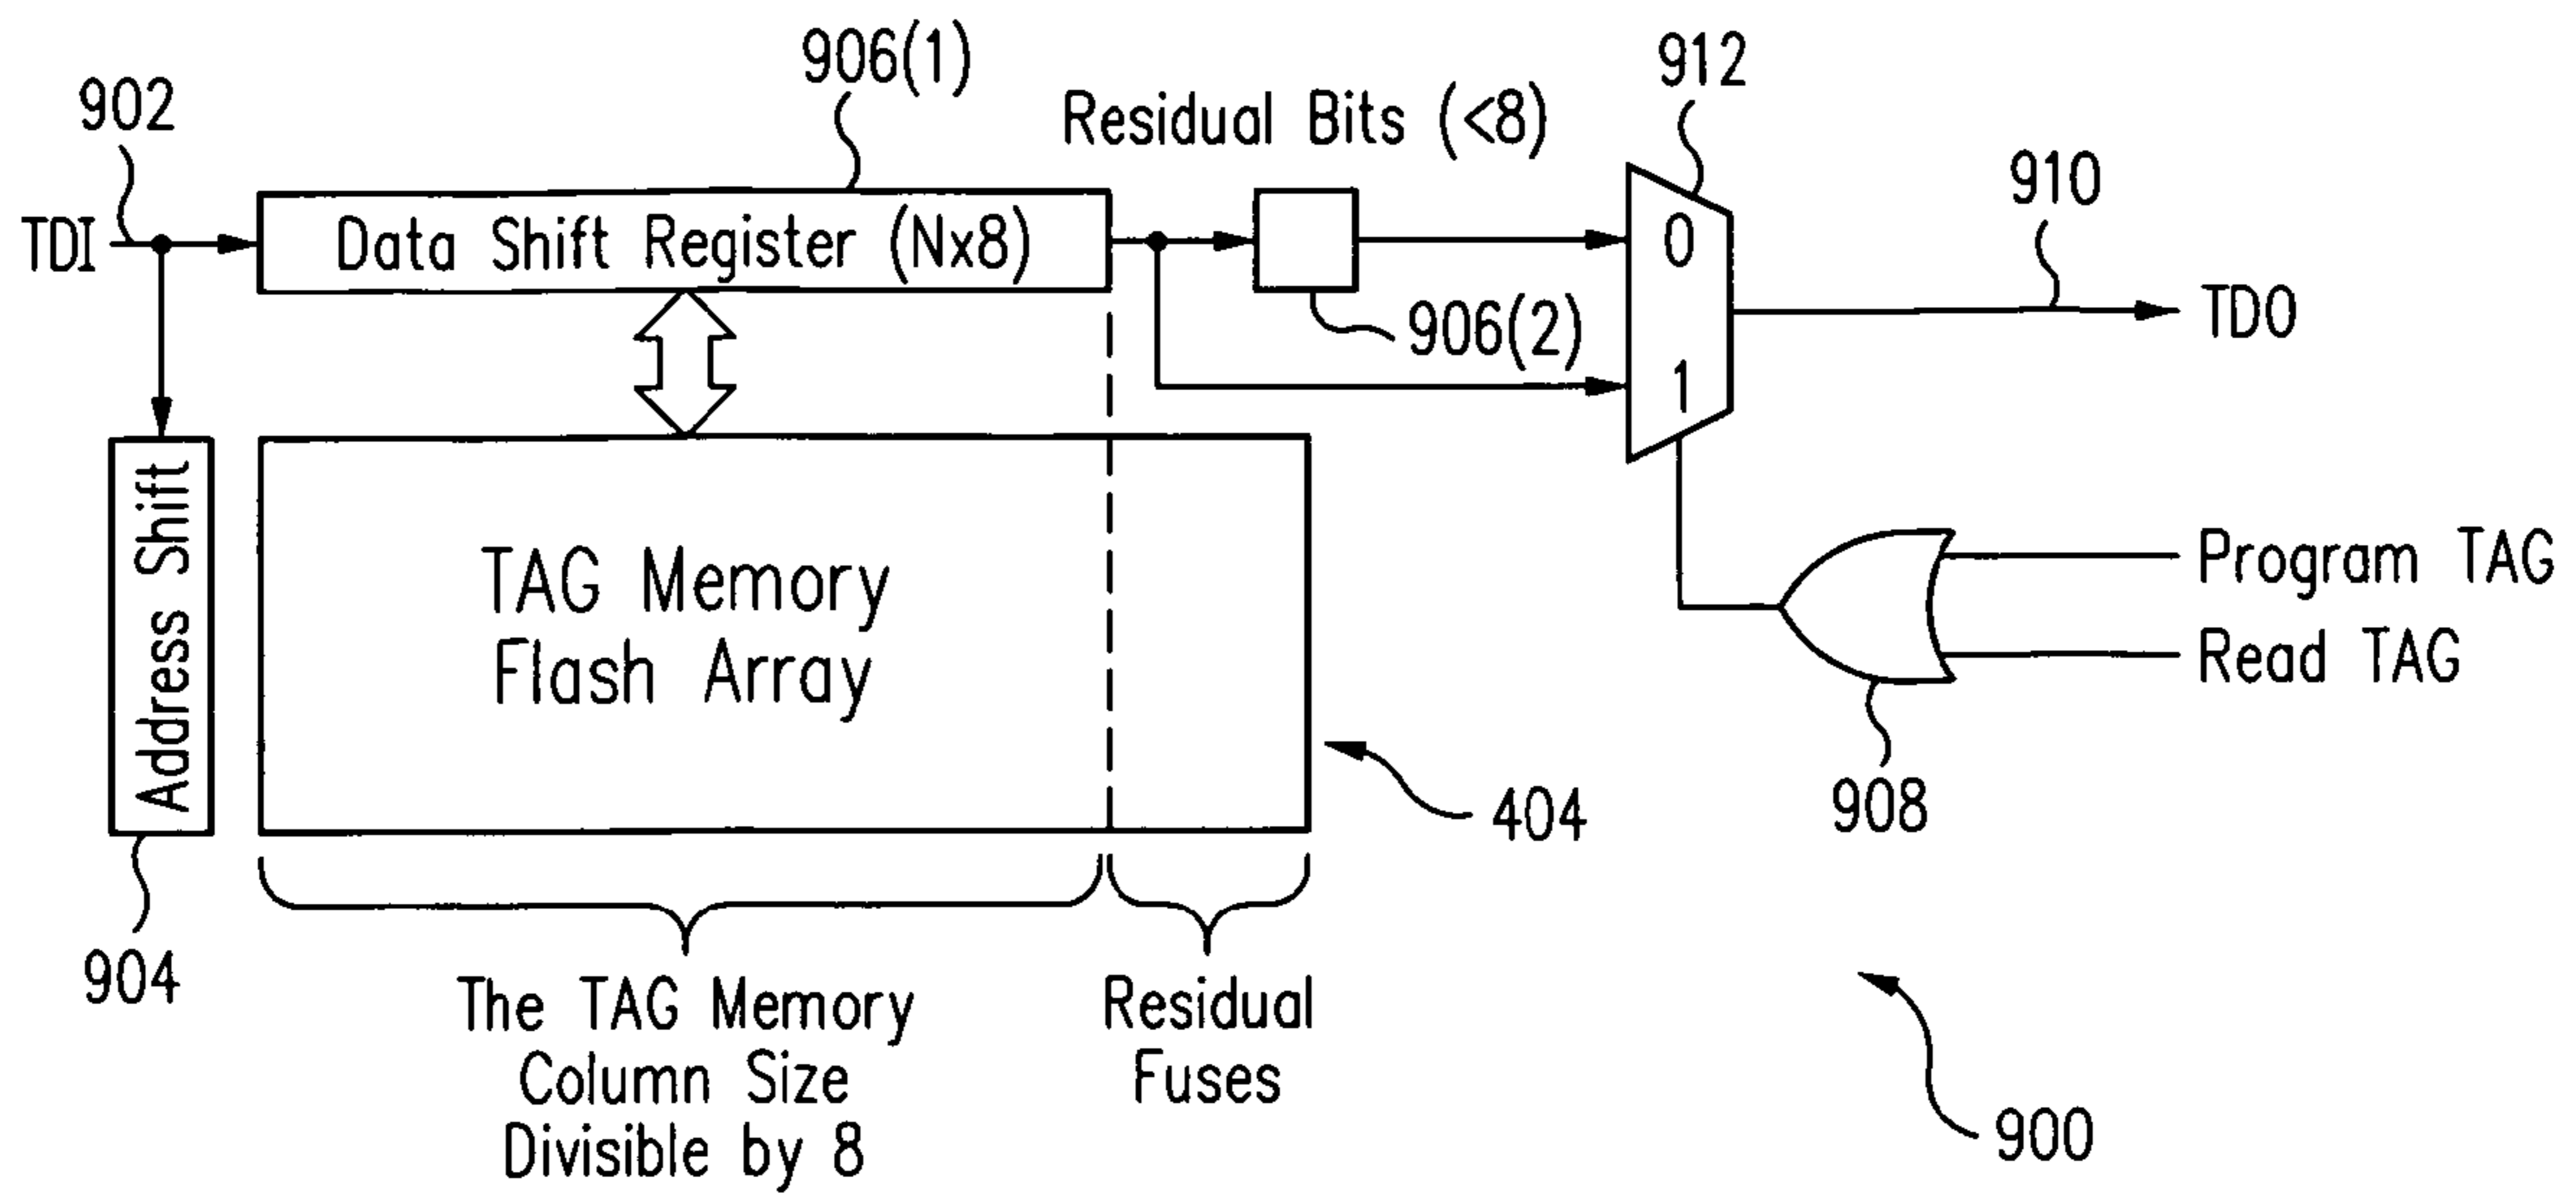 906(1)
912
902
Residual Bits (<8)
910
TDI
Data Shift Register (Nx8)
0
906(2)
TDO
1
Address Shift
TAG Memory
Flash Array
Program TAG
Read TAG
404
908
904
The TAG Memory
Column Size
Divisible by 8
Residual
Fuses
900